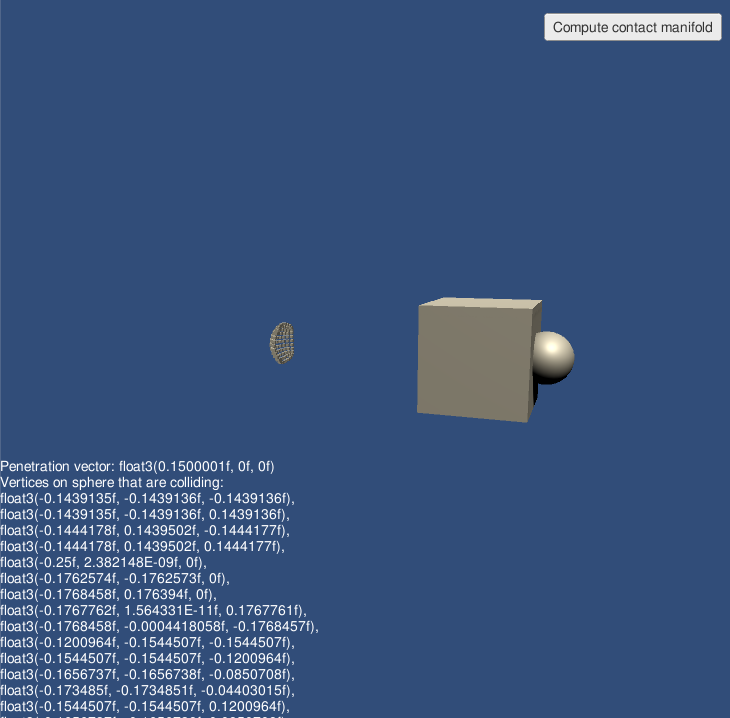 Compute contact manifold
Penetration vector: float3(0.1500001f, 0f, 0f)
Vertices on sphere that are colliding:
float3(-0.1439135f, -0.1439136f, -0.1439136f),
float3(-0.1439135f, -0.1439136f, 0.1439136f),
float3(-0.1444178f, 0.1439502f, -0.1444177f),
float3(-0.1444178f, 0.1439502f, 0.1444177f),
float3(-0.25f, 2.382148E-09f, 0f),
float3(-0.1762574f, -0.1762573f, 0f),
float3(-0.1768458f, 0.176394f, 0f),
float3(-0.1767762f, 1.564331E-11f, 0.1767761f),
float3(-0.1768458f, -0.0004418058f, -0.1768457f),
float3(-0.1200964f, -0.1544507f, -0.1544507f),
float3(-0.1544507f, -0.1544507f, -0.1200964f),
float3(-0.1656737f, -0.1656738f, -0.0850708f),
float3(-0.173485f, -0.1734851f, -0.04403015f),
float3(-0.1544507f, -0.1544507f, 0.1200964f),